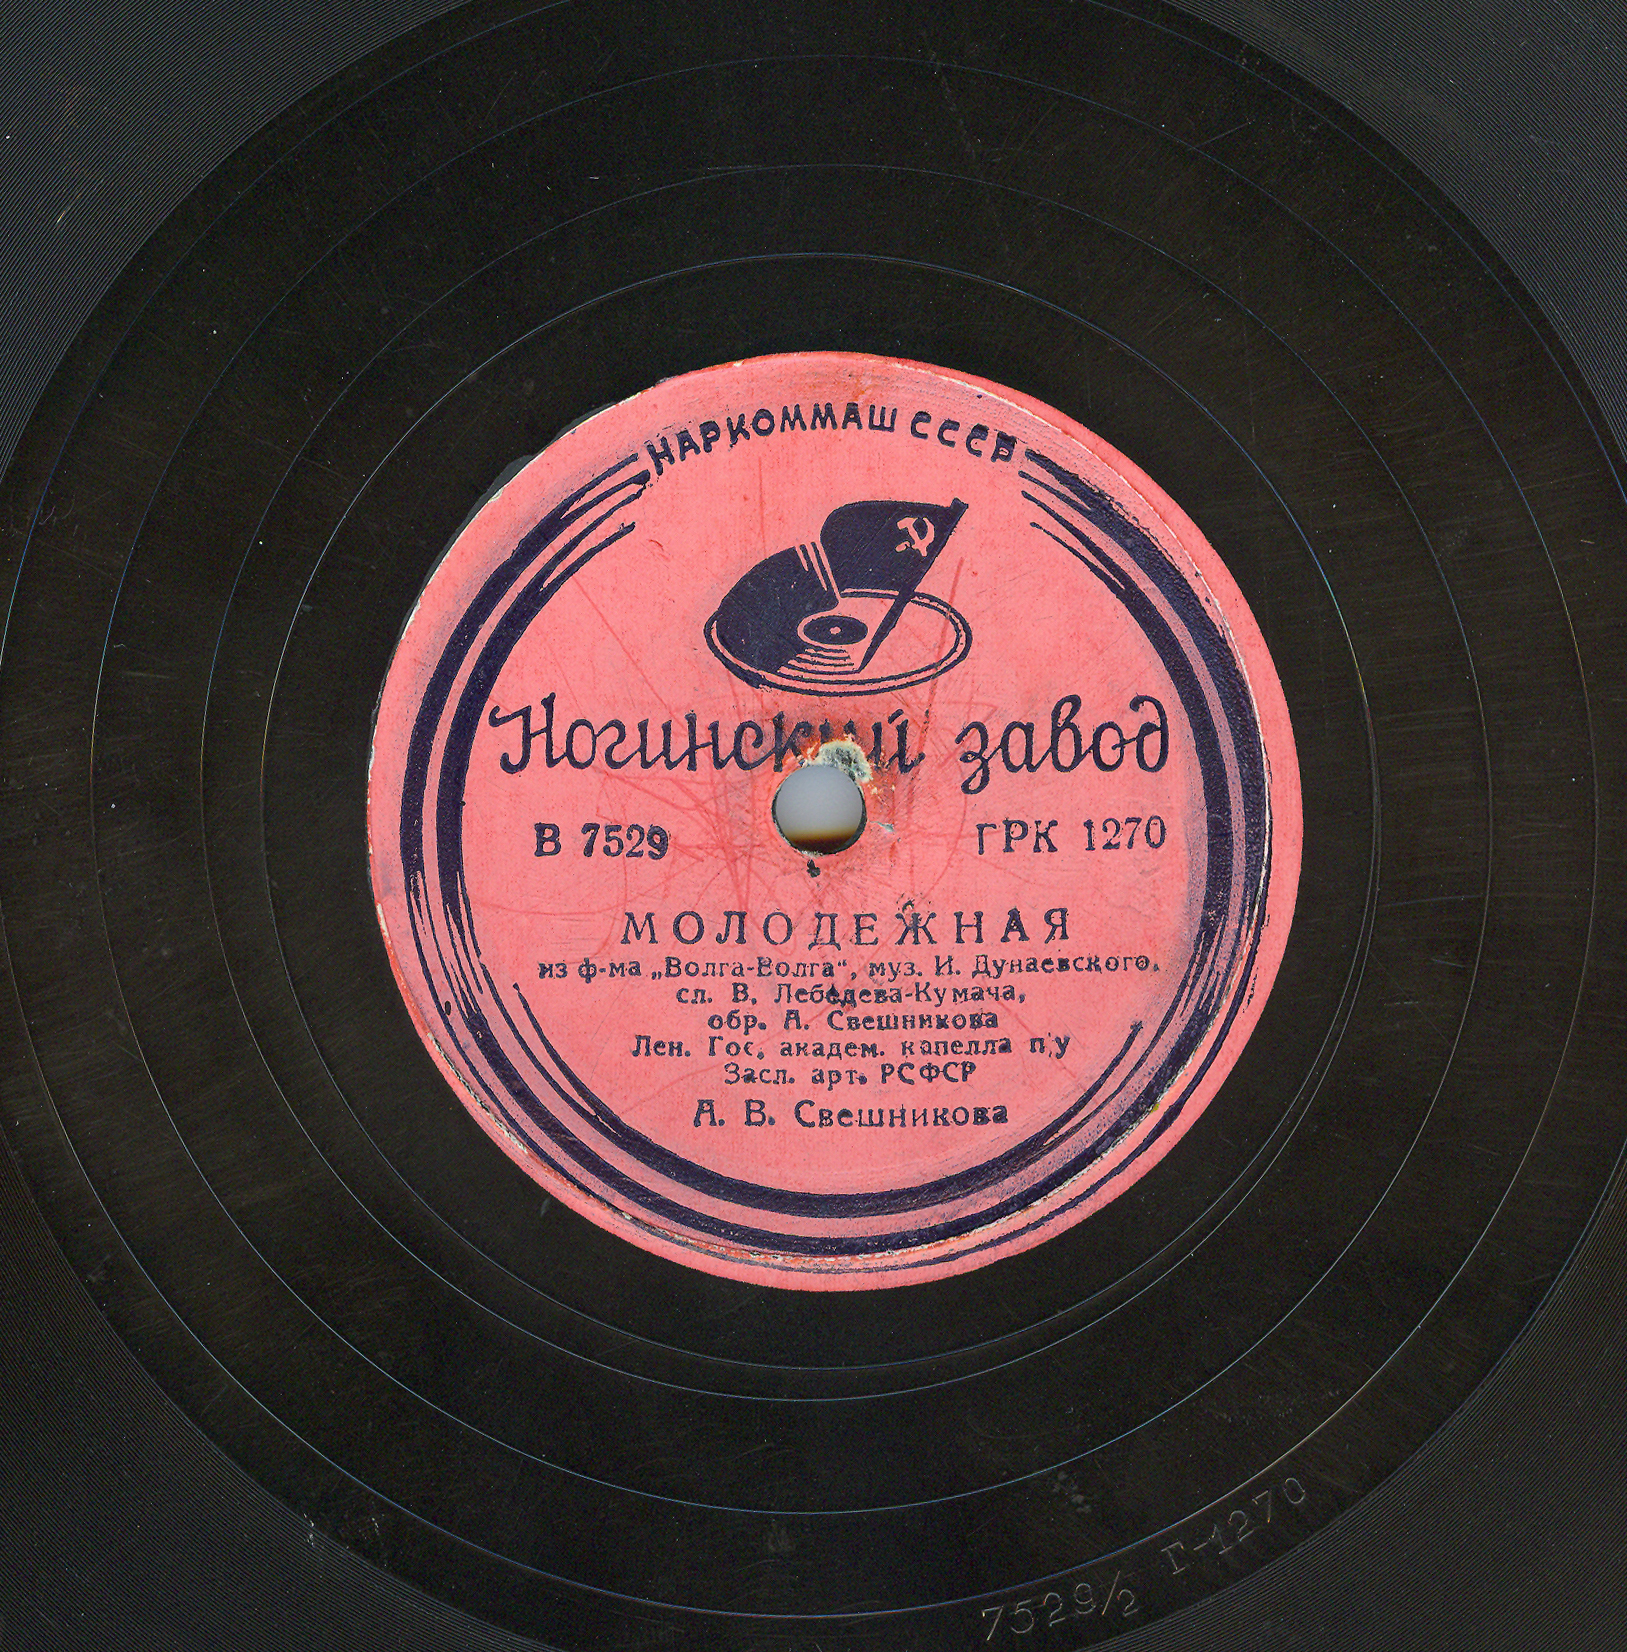 НАРКОММАШ СССР
Ногинский завод
В 7529 ГРК 1270
МОЛОДЕЖНАЯ
из ф-ма „Волга-Волга“, муз. И. Дунаевского,
сл. В. Лебедева-Кумача,
обр. А. Свешникова
Лен. Гос. академ. капелла п/у
Засл. арт. РСФСР
А. В. Свешникова
7529/2 Г-1270